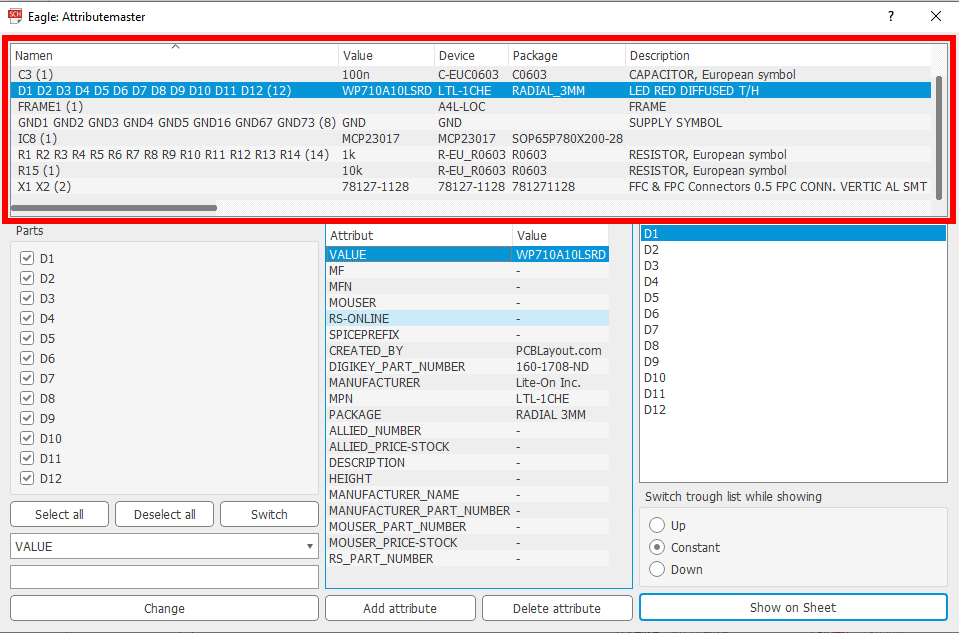 SCH Eagle: Attributemaster ?
Namen Value Device Package Description
C3 (1) 100n C-EUC0603 C0603 CAPACITOR, European symbol
D1 D2 D3 D4 D5 D6 D7 D8 D9 D10 D11 D12 (12) WP710A10LSRD LTL-1CHE RADIAL_3MM LED RED DIFFUSED T/H
FRAME1 (1) A4L-LOC FRAME
GND1 GND2 GND3 GND4 GND5 GND16 GND67 GND73 (8) GND GND SUPPLY SYMBOL
IC8 (1) MCP23017 MCP23017 SOP65P780X200-28
R1 R2 R3 R4 R5 R6 R7 R8 R9 R10 R11 R12 R13 R14 (14) 1k R-EU_R0603 R0603 RESISTOR, European symbol
R15 (1) 10k R-EU_R0603 R0603 RESISTOR, European symbol
X1 X2 (2) 78127-1128 78127-1128 781271128 FFC & FPC Connectors 0.5 FPC CONN. VERTIC AL SMT
Parts
D1
D2
D3
D4
D5
D6
D7
D8
D9
D10
D11
D12
Select all Deselect all Switch
VALUE
Change
Attribut Value
VALUE WP710A10LSRD
MF -
MFN -
MOUSER -
RS-ONLINE -
SPICEPREFIX -
CREATED_BY PCBLayout.com
DIGIKEY_PART_NUMBER 160-1708-ND
MANUFACTURER Lite-On Inc.
MPN LTL-1CHE
PACKAGE RADIAL 3MM
ALLIED_NUMBER -
ALLIED_PRICE-STOCK -
DESCRIPTION -
HEIGHT -
MANUFACTURER_NAME -
MANUFACTURER_PART_NUMBER -
MOUSER_PART_NUMBER -
MOUSER_PRICE-STOCK -
RS_PART_NUMBER -
Add attribute Delete attribute
D1
D2
D3
D4
D5
D6
D7
D8
D9
D10
D11
D12
Switch trough list while showing
Up
Constant
Down
Show on Sheet